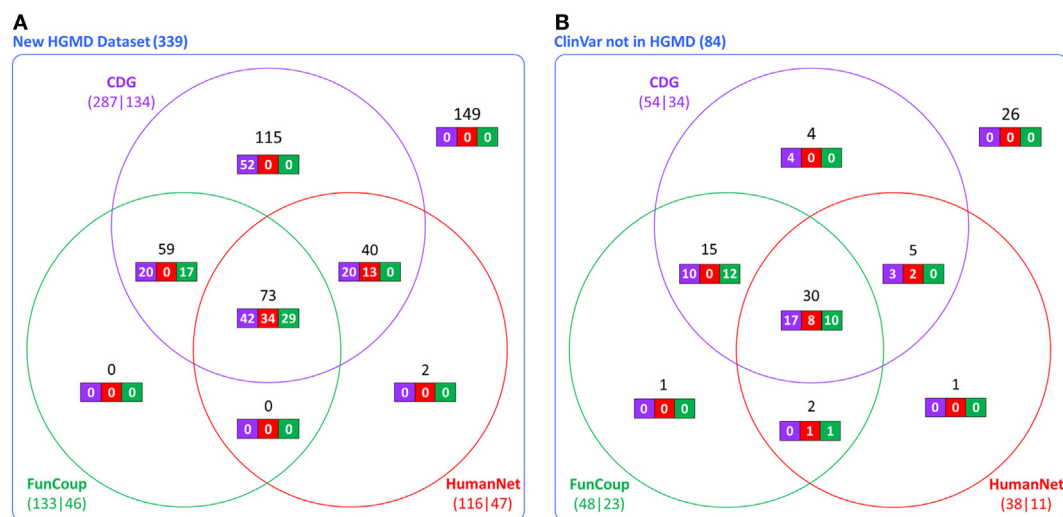 A
New HGMD Dataset (339)
CDG
(287|134)
149
0 0 0
115
52 0 0
59
20 0 17
40
20 13 0
73
42 34 29
0
0 0 0
2
0 0 0
0
0 0 0
FunCoup
(133|46)
HumanNet
(116|47)
B
ClinVar not in HGMD (84)
CDG
(54|34)
26
0 0 0
4
4 0 0
15
10 0 12
5
3 2 0
30
17 8 10
1
0 0 0
1
0 0 0
2
0 1 1
FunCoup
(48|23)
HumanNet
(38|11)